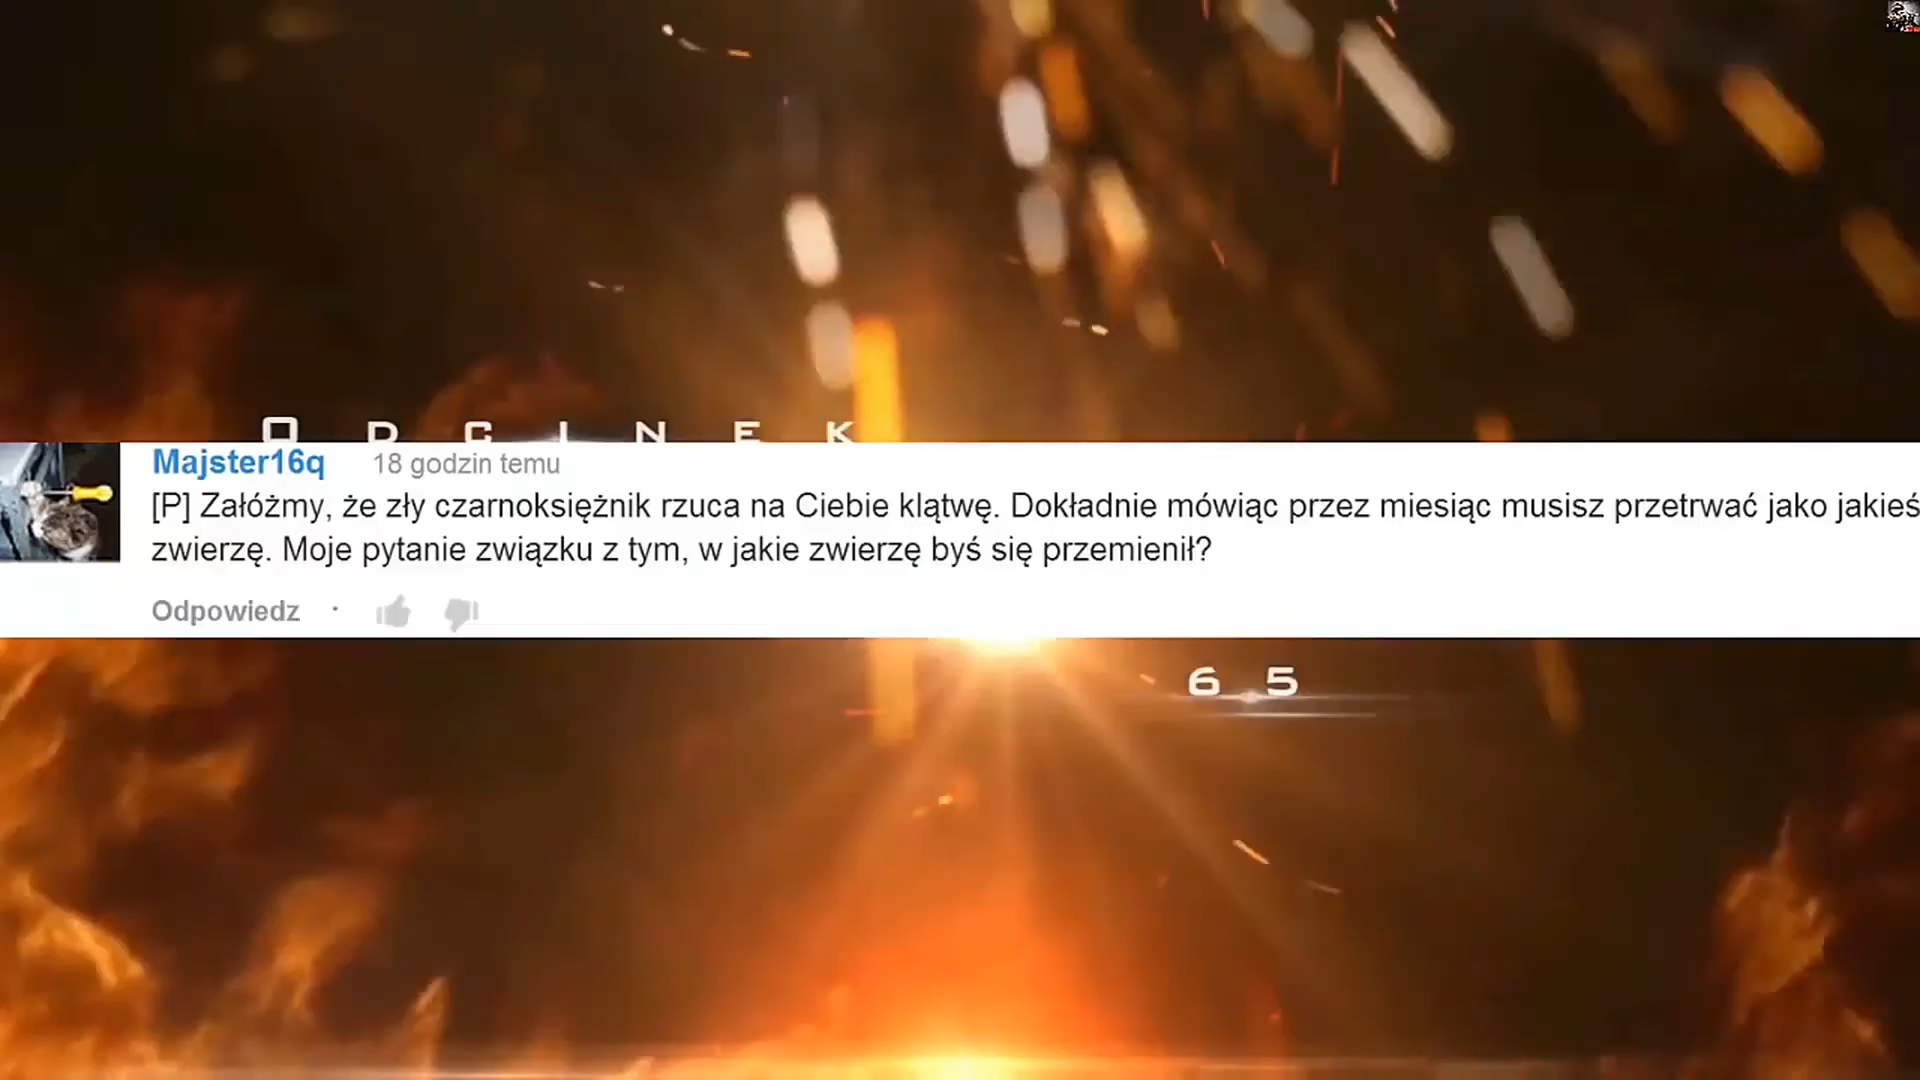 ODCINEK
Majster16q 18 godzin temu
[P] Załóżmy, że zły czarnoksiężnik rzuca na Ciebie klątwę. Dokładnie mówiąc przez miesiąc musisz przetrwać jako jakieś
zwierzę. Moje pytanie związku z tym, w jakie zwierzę byś się przemienił?
Odpowiedz ·
65